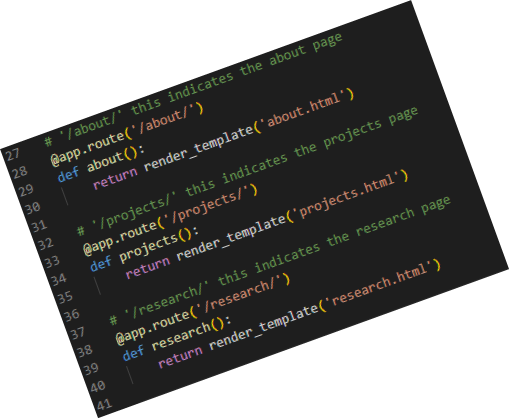 27 # '/about/' this indicates the about page
28 @app.route('/about/')
29 def about():
30 return render_template('about.html')
31
32 # '/projects/' this indicates the projects page
33 @app.route('/projects/')
34 def projects():
35 return render_template('projects.html')
36
37 # '/research/' this indicates the research page
38 @app.route('/research/')
39 def research():
40 return render_template('research.html')
41